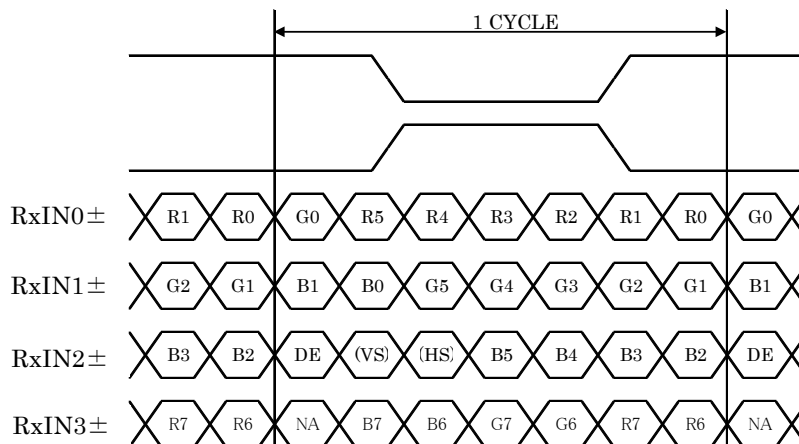 1 CYCLE
RxIN0± R1 R0 G0 R5 R4 R3 R2 R1 R0 G0
RxIN1± G2 G1 B1 B0 G5 G4 G3 G2 G1 B1
RxIN2± B3 B2 DE (VS) (HS) B5 B4 B3 B2 DE
RxIN3± R7 R6 NA B7 B6 G7 G6 R7 R6 NA